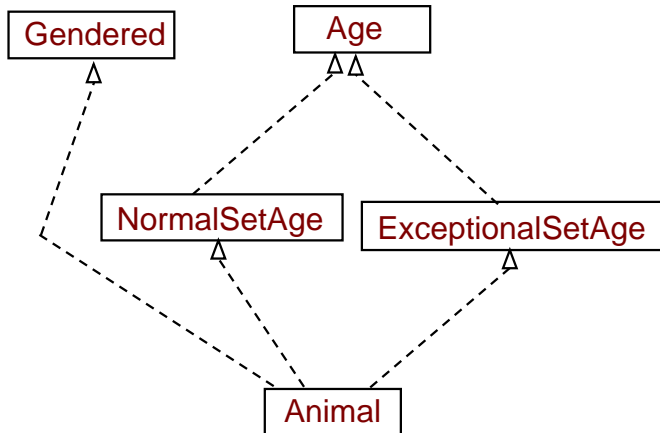 Gendered
Age
NormalSetAge
ExceptionalSetAge
Animal